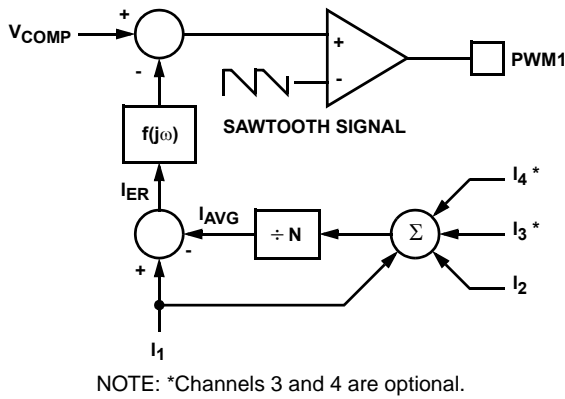 V_COMP
+
-
+
-
PWM1
SAWTOOTH SIGNAL
f(jω)
I_ER
I_AVG
÷ N
Σ
I_4 *
I_3 *
I_2
+
-
I_1
NOTE: *Channels 3 and 4 are optional.